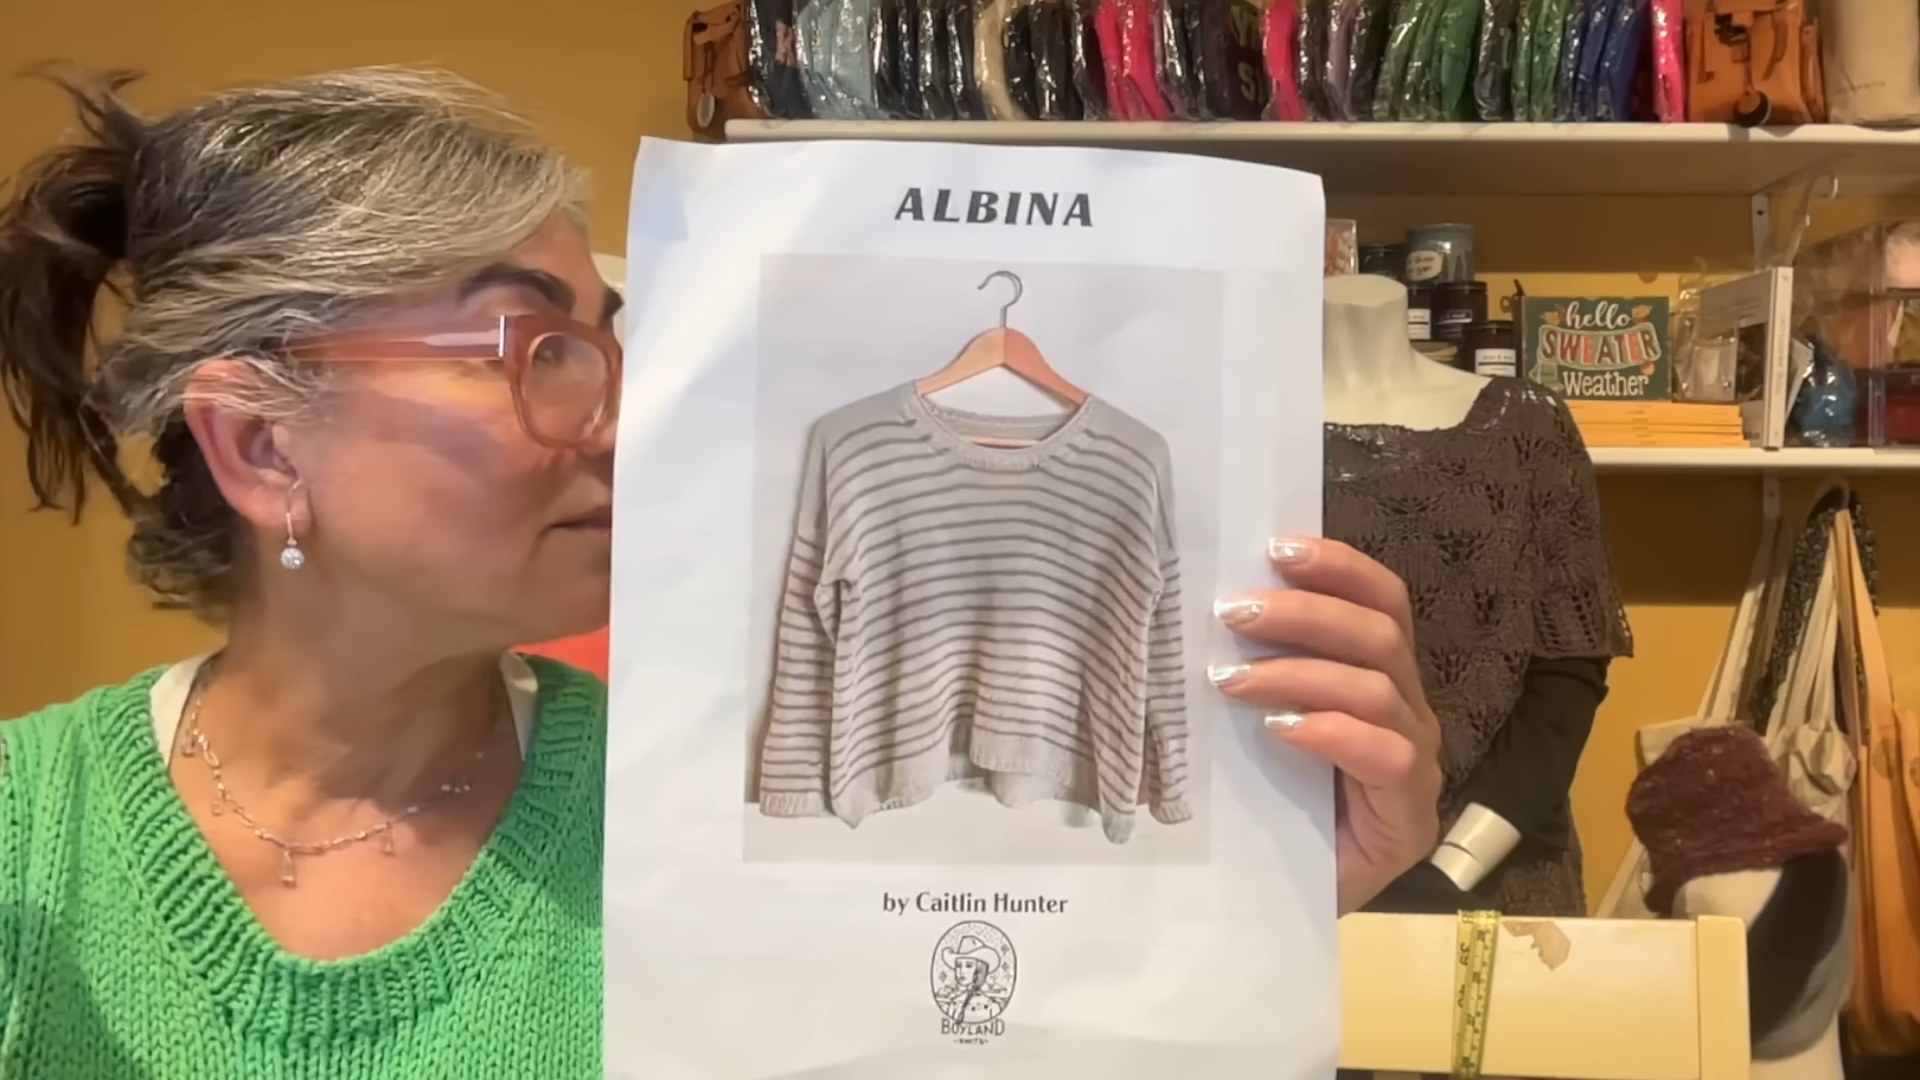 ALBINA
hello
SWEATER
Weather
by Caitlin Hunter
BOYLAND
-KNITS-